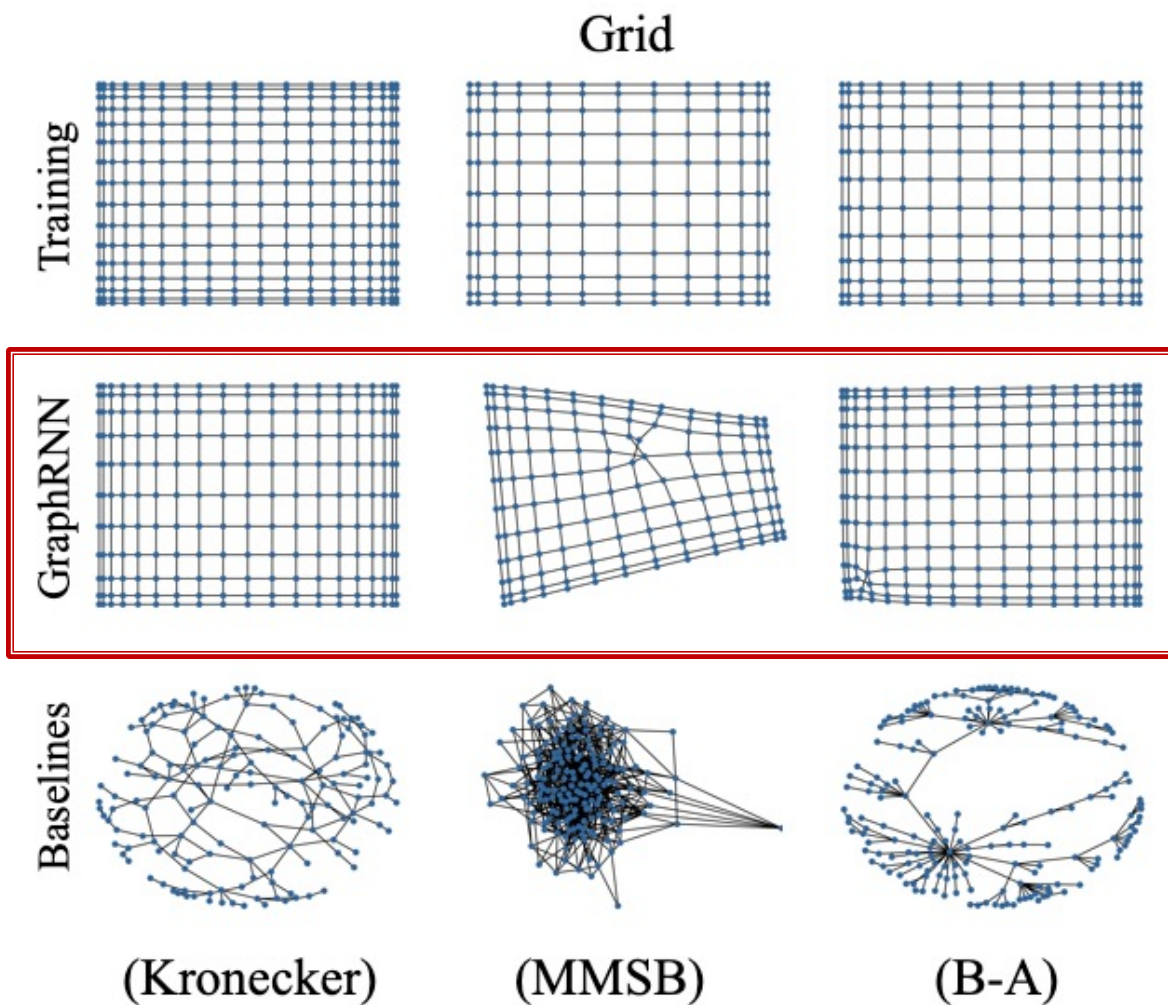 Grid
Training
GraphRNN
Baselines
(Kronecker)
(MMSB)
(B-A)